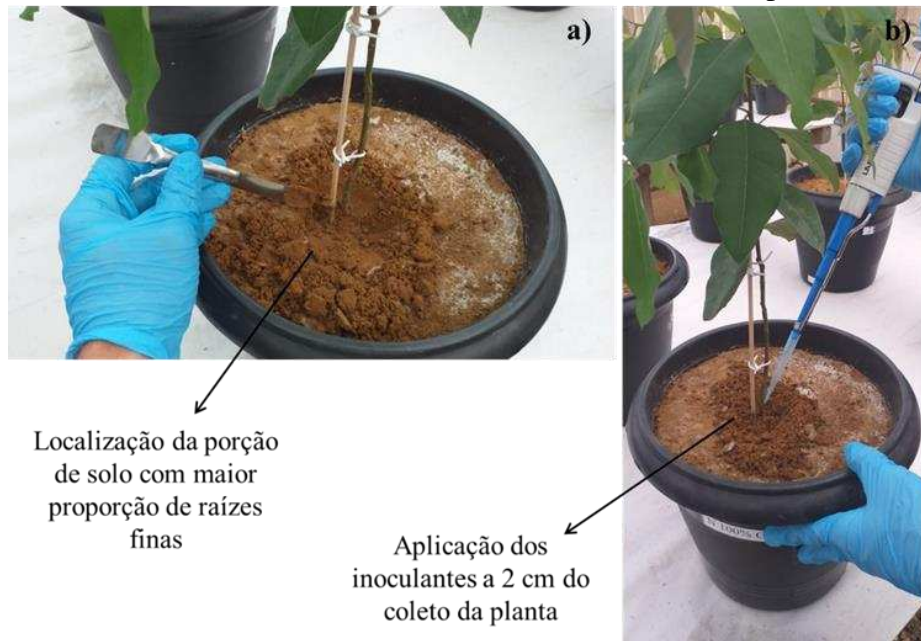 a)
b)
Localização da porção
de solo com maior
proporção de raízes
finas
Aplicação dos
inoculantes a 2 cm do
coleto da planta
100%